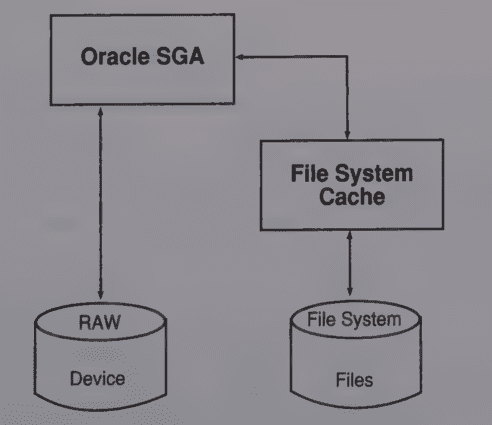 Oracle SGA
File System
Cache
RAW
Device
File System
Files